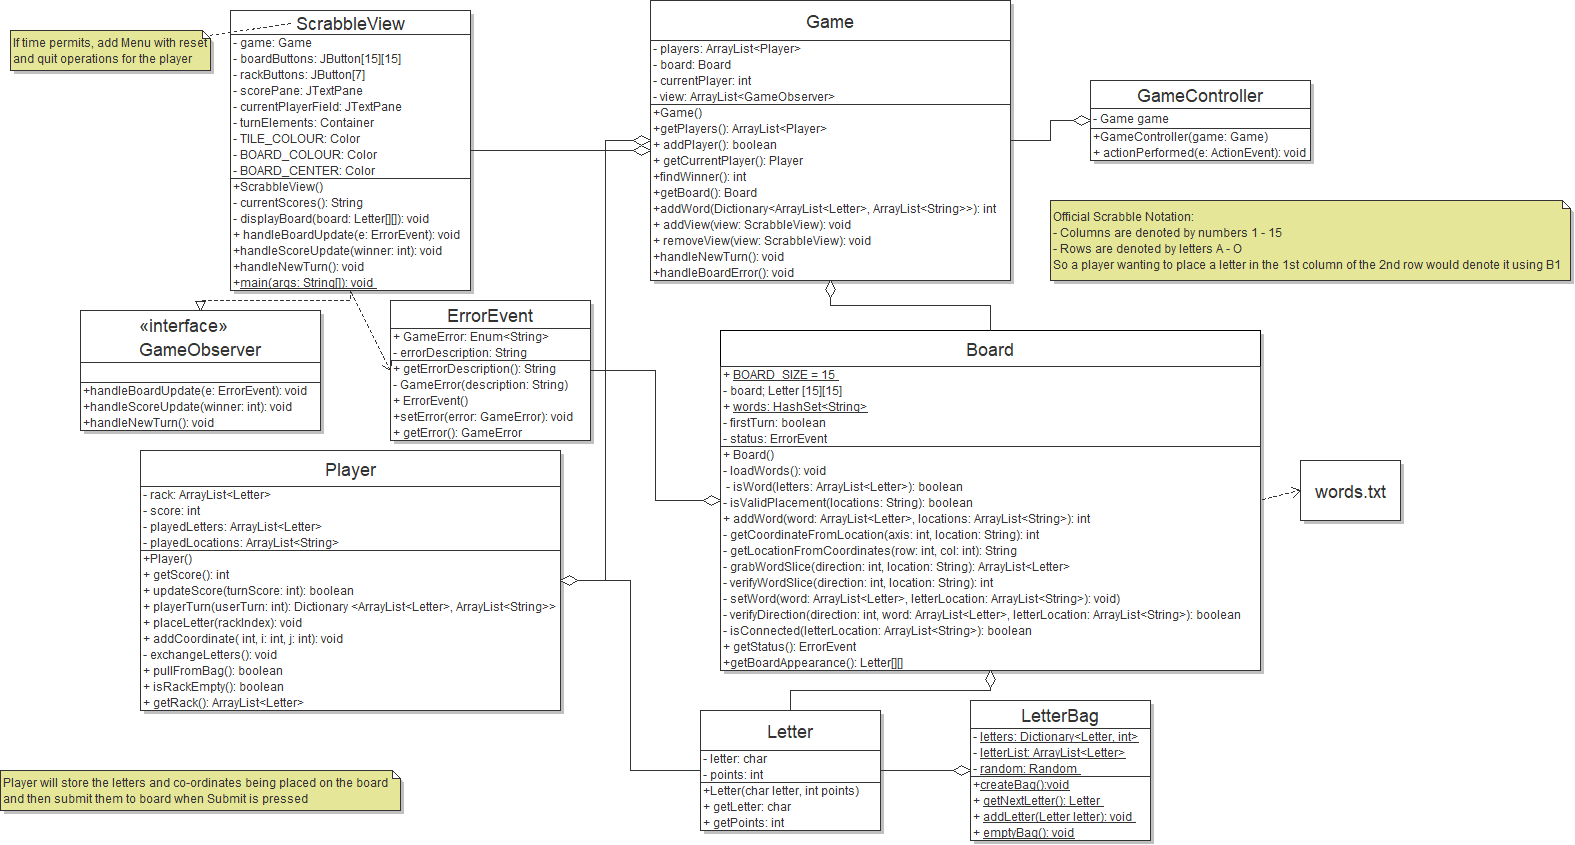 If time permits, add Menu with reset
and quit operations for the player
ScrabbleView
- game: Game
- boardButtons: JButton[15][15]
- rackButtons: JButton[7]
- scorePane: JTextPane
- currentPlayerField: JTextPane
- turnElements: Container
- TILE_COLOUR: Color
- BOARD_COLOUR: Color
- BOARD_CENTER: Color
+ScrabbleView()
- currentScores(): String
- displayBoard(board: Letter[][]): void
+ handleBoardUpdate(e: ErrorEvent): void
+handleScoreUpdate(winner: int): void
+handleNewTurn(): void
+main(args: String[]): void
Game
- players: ArrayList<Player>
- board: Board
- currentPlayer: int
- view: ArrayList<GameObserver>
+Game()
+getPlayers(): ArrayList<Player>
+ addPlayer(): boolean
+ getCurrentPlayer(): Player
+findWinner(): int
+getBoard(): Board
+addWord(Dictionary<ArrayList<Letter>, ArrayList<String>>): int
+ addView(view: ScrabbleView): void
+ removeView(view: ScrabbleView): void
+handleNewTurn(): void
+handleBoardError(): void
GameController
- Game game
+GameController(game: Game)
+ actionPerformed(e: ActionEvent): void
Official Scrabble Notation:
- Columns are denoted by numbers 1 - 15
- Rows are denoted by letters A - O
So a player wanting to place a letter in the 1st column of the 2nd row would denote it using B1
«interface»
GameObserver
+handleBoardUpdate(e: ErrorEvent): void
+handleScoreUpdate(winner: int): void
+handleNewTurn(): void
ErrorEvent
+ GameError: Enum<String>
- errorDescription: String
+ getErrorDescription(): String
- GameError(description: String)
+ ErrorEvent()
+setError(error: GameError): void
+ getError(): GameError
Board
+ BOARD_SIZE = 15
- board; Letter [15][15]
+ words: HashSet<String>
- firstTurn: boolean
- status: ErrorEvent
+ Board()
- loadWords(): void
- isWord(letters: ArrayList<Letter>): boolean
- isValidPlacement(locations: String): boolean
+ addWord(word: ArrayList<Letter>, locations: ArrayList<String>): int
- getCoordinateFromLocation(axis: int, location: String): int
- getLocationFromCoordinates(row: int, col: int): String
- grabWordSlice(direction: int, location: String): ArrayList<Letter>
- verifyWordSlice(direction: int, location: String): int
- setWord(word: ArrayList<Letter>, letterLocation: ArrayList<String>): void)
- verifyDirection(direction: int, word: ArrayList<Letter>, letterLocation: ArrayList<String>): boolean
- isConnected(letterLocation: ArrayList<String>): boolean
+ getStatus(): ErrorEvent
+getBoardAppearance(): Letter[][]
words.txt
Player
- rack: ArrayList<Letter>
- score: int
- playedLetters: ArrayList<Letter>
- playedLocations: ArrayList<String>
+Player()
+ getScore(): int
+ updateScore(turnScore: int): boolean
+ playerTurn(userTurn: int): Dictionary <ArrayList<Letter>, ArrayList<String>>
+ placeLetter(rackIndex): void
+ addCoordinate( int, i: int, j: int): void
- exchangeLetters(): void
+ pullFromBag(): boolean
+ isRackEmpty(): boolean
+ getRack(): ArrayList<Letter>
Letter
- letter: char
- points: int
+Letter(char letter, int points)
+ getLetter: char
+ getPoints: int
LetterBag
- letters: Dictionary<Letter, int>
- letterList: ArrayList<Letter>
- random: Random
+createBag():void
+ getNextLetter(): Letter
+ addLetter(Letter letter): void
+ emptyBag(): void
Player will store the letters and co-ordinates being placed on the board
and then submit them to board when Submit is pressed